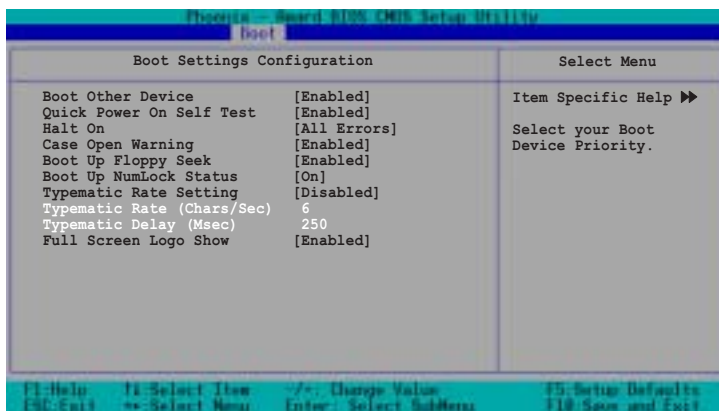 Phoenix - Award BIOS CMOS Setup Utility
Boot
Boot Settings Configuration
Select Menu
Boot Other Device [Enabled]
Quick Power On Self Test [Enabled]
Halt On [All Errors]
Case Open Warning [Enabled]
Boot Up Floppy Seek [Enabled]
Boot Up NumLock Status [On]
Typematic Rate Setting [Disabled]
Typematic Rate (Chars/Sec) 6
Typematic Delay (Msec) 250
Full Screen Logo Show [Enabled]
Item Specific Help
Select your Boot
Device Priority.
F1:Help ↑↓:Select Item -/+: Change Value F5:Setup Defaults
ESC:Exit ↔:Select Menu Enter: Select SubMenu F10:Save and Exit